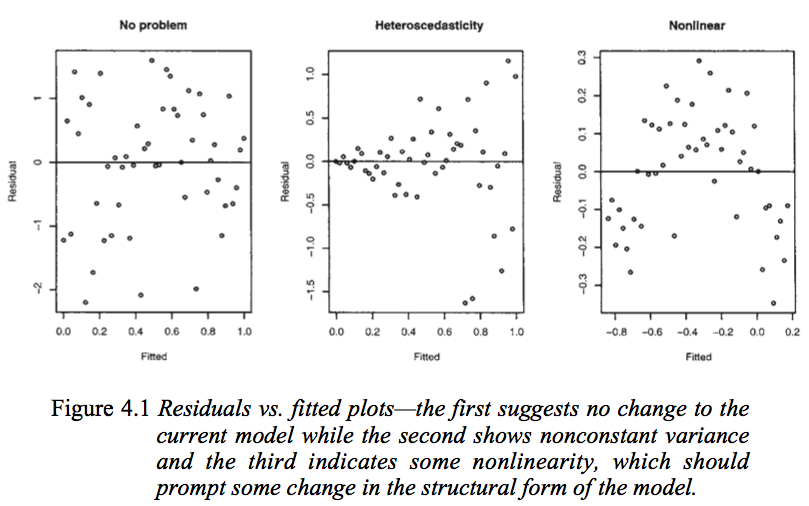 No problem
Heteroscedasticity
Nonlinear
Residual
1
0
−1
−2
0.0 0.2 0.4 0.6 0.8 1.0
Fitted
Residual
1.0
0.5
0.0
−0.5
−1.0
−1.5
0.0 0.2 0.4 0.6 0.8 1.0
Fitted
Residual
0.3
0.2
0.1
0.0
−0.1
−0.2
−0.3
−0.8 −0.6 −0.4 −0.2 0.0 0.2
Fitted
Figure 4.1 Residuals vs. fitted plots—the first suggests no change to the
current model while the second shows nonconstant variance
and the third indicates some nonlinearity, which should
prompt some change in the structural form of the model.